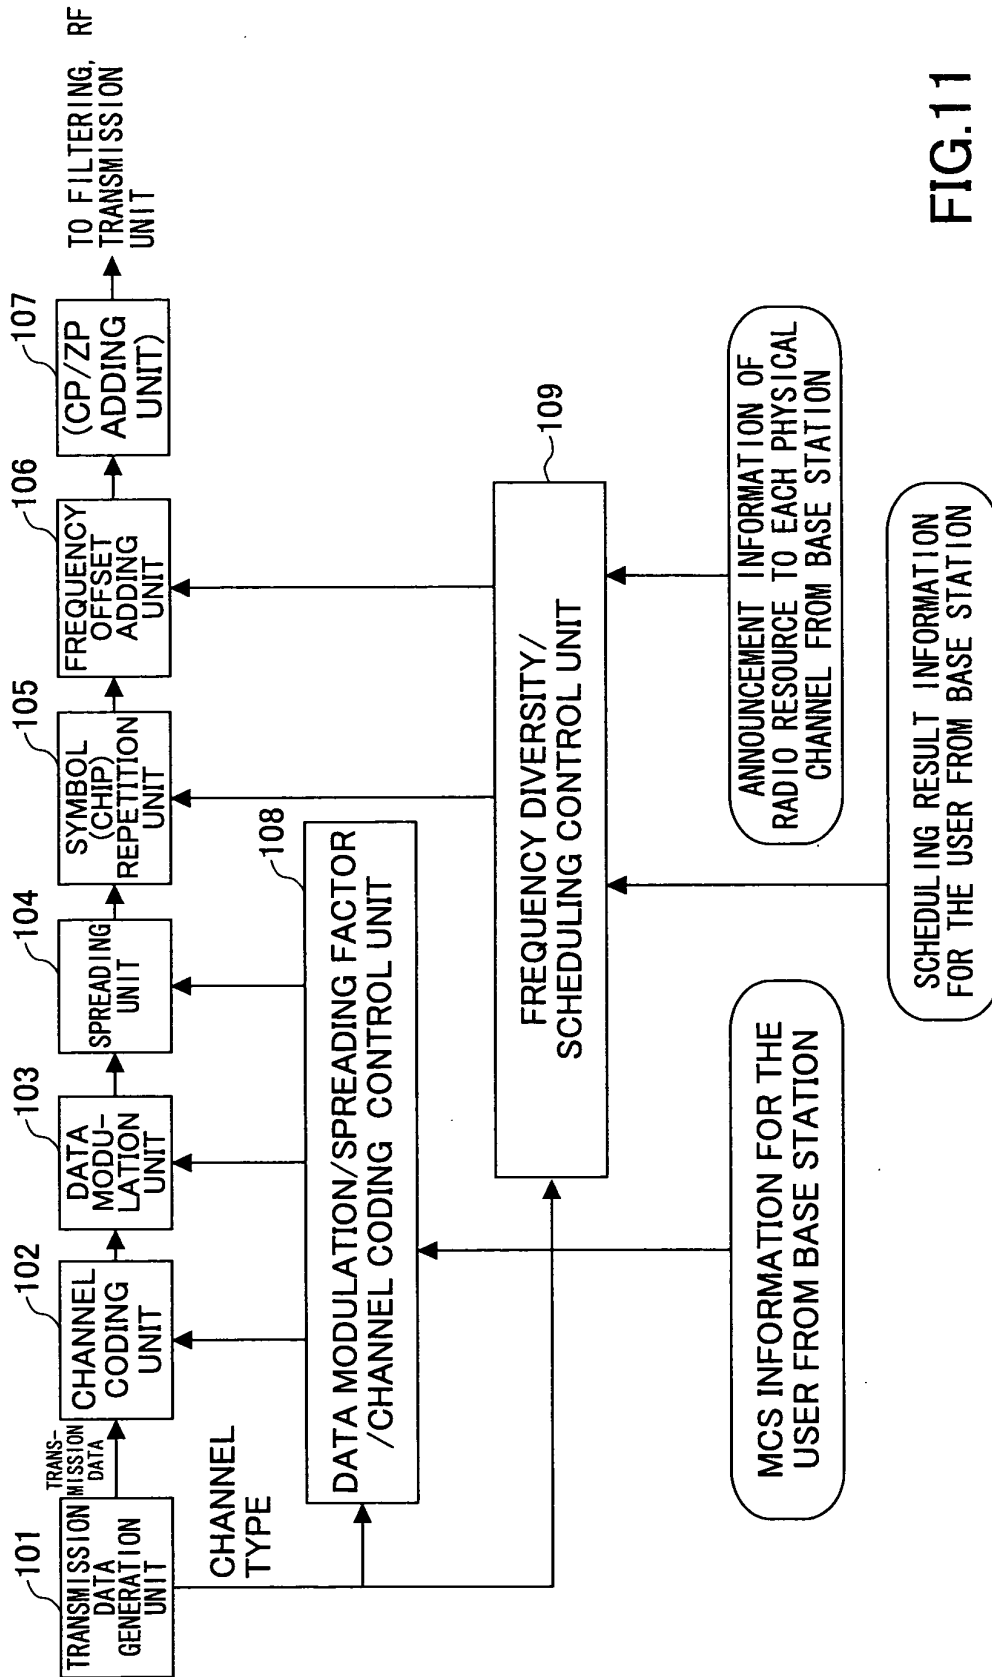 101
TRANSMISSION
DATA
GENERATION
UNIT
TRANS-
MISSION
DATA
CHANNEL
TYPE
102
CHANNEL
CODING
UNIT
103
DATA
MODU-
LATION
UNIT
104
SPREADING
UNIT
105
SYMBOL
(CHIP)
REPETITION
UNIT
106
FREQUENCY
OFFSET
ADDING
UNIT
107
(CP/ZP
ADDING
UNIT)
TO FILTERING, RF
TRANSMISSION
UNIT
108
DATA MODULATION/SPREADING FACTOR
/CHANNEL CODING CONTROL UNIT
109
FREQUENCY DIVERSITY/
SCHEDULING CONTROL UNIT
MCS INFORMATION FOR THE
USER FROM BASE STATION
ANNOUNCEMENT INFORMATION OF
RADIO RESOURCE TO EACH PHYSICAL
CHANNEL FROM BASE STATION
SCHEDULING RESULT INFORMATION
FOR THE USER FROM BASE STATION
FIG.11